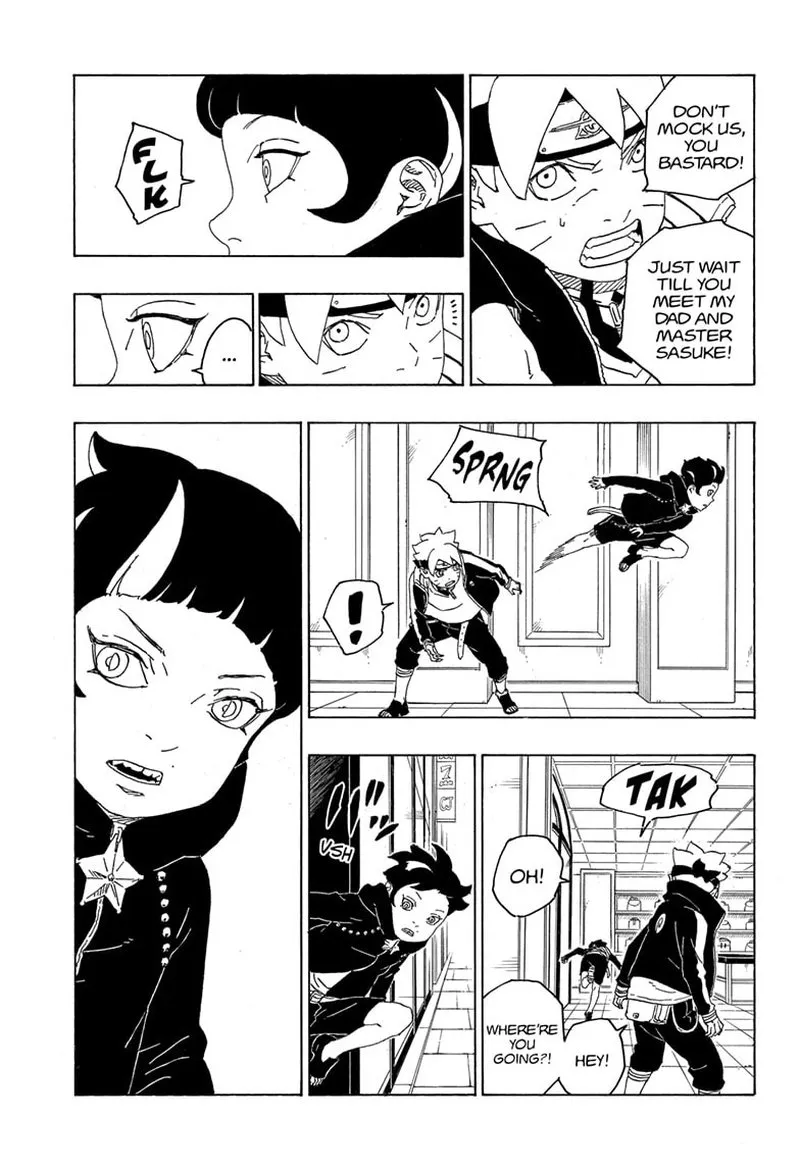 DON'T
MOCK US,
YOU
BASTARD!
JUST WAIT
TILL YOU
MEET MY
DAD AND
MASTER
SASUKE!
FLK
...
SPRNG
!
TAK
OH!
HEY!
WHERE'RE
YOU
GOING?!
VSH